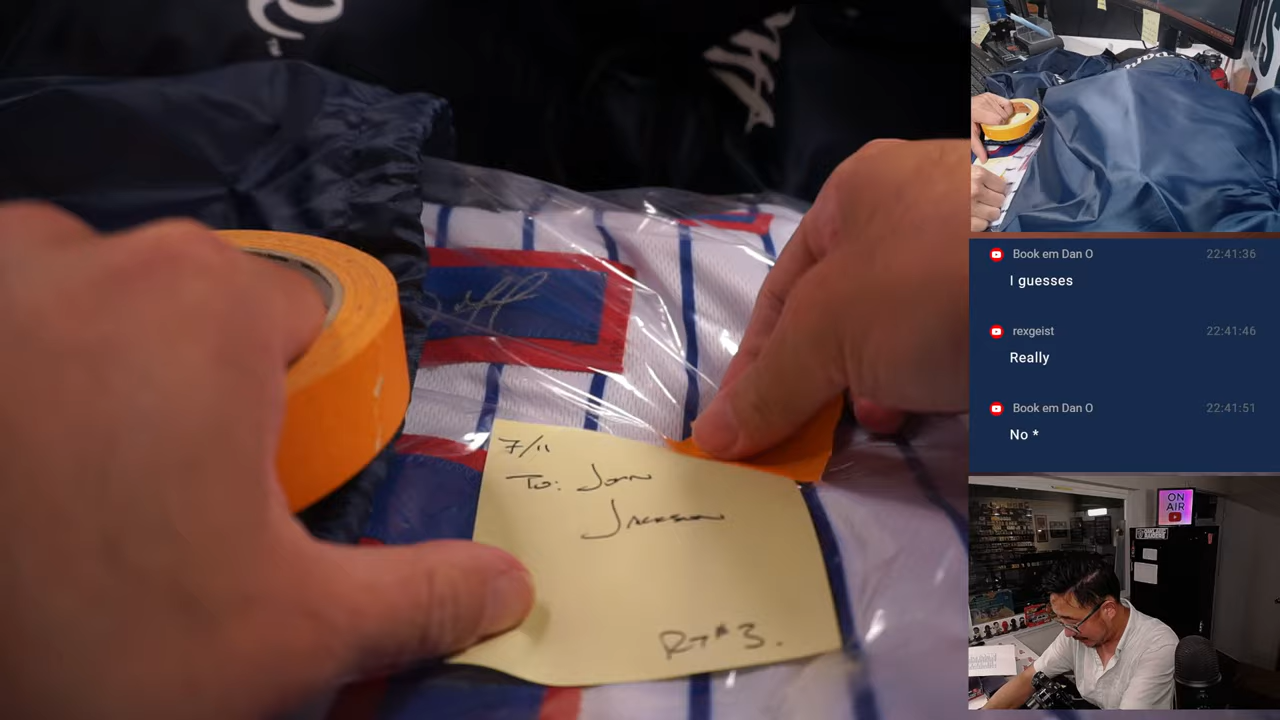 7/11
To: John
Jackson
RT#3.
Book em Dan O 22:41:36
I guesses
rexgeist 22:41:46
Really
Book em Dan O 22:41:51
No *
ON
AIR